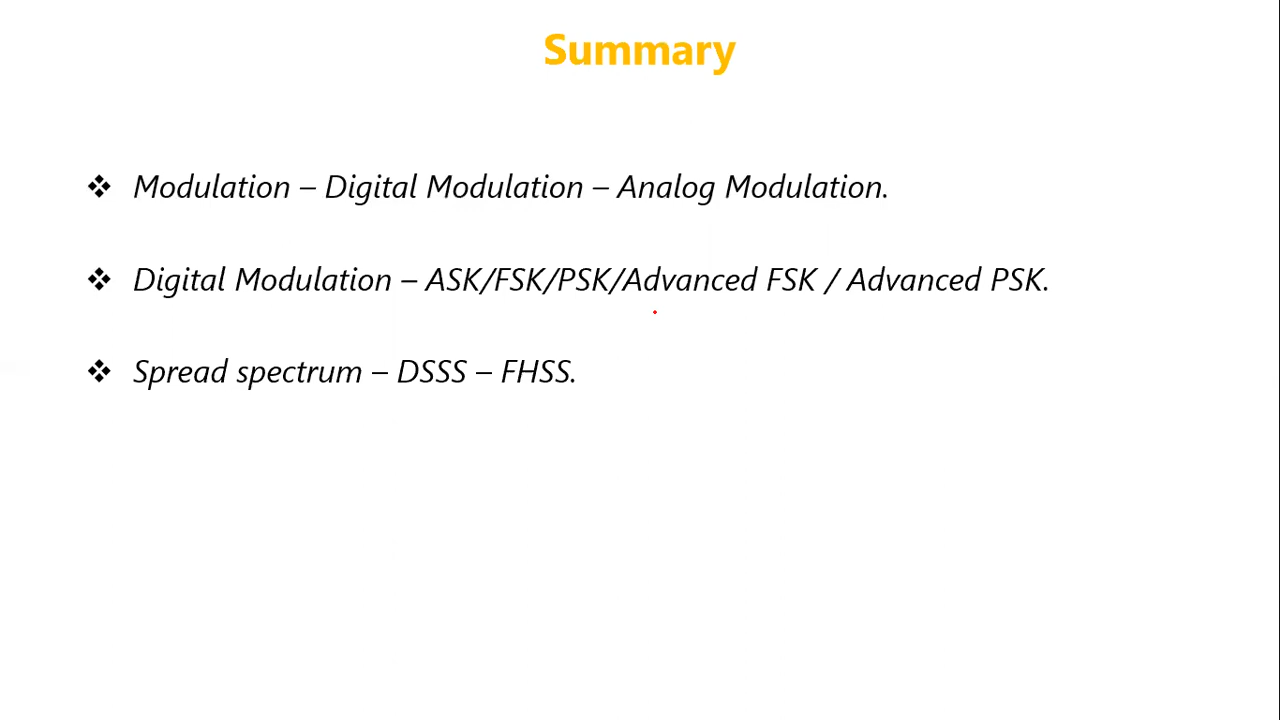 Summary
❖ Modulation – Digital Modulation – Analog Modulation.
❖ Digital Modulation – ASK/FSK/PSK/Advanced FSK / Advanced PSK.
❖ Spread spectrum – DSSS – FHSS.